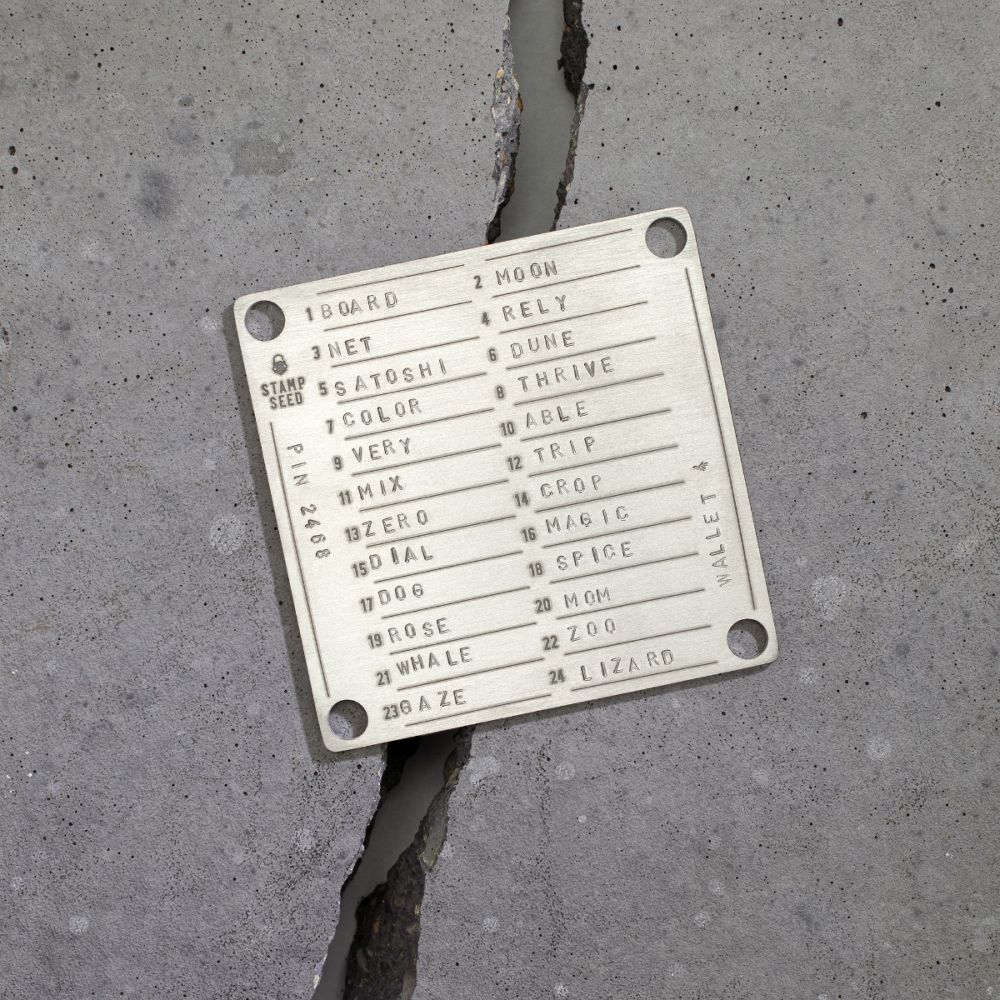 1 BOARD 2 MOON
3 NET 4 RELY
5 SATOSHI 6 DUNE
7 COLOR 8 THRIVE
9 VERY 10 ABLE
11 MIX 12 TRIP
13 ZERO 14 CROP
15 DIAL 16 MAGIC
17 DOG 18 SPICE
19 ROSE 20 MOM
21 WHALE 22 ZOO
23 GAZE 24 LIZARD
STAMP
SEED
PIN 2468
WALLET 4